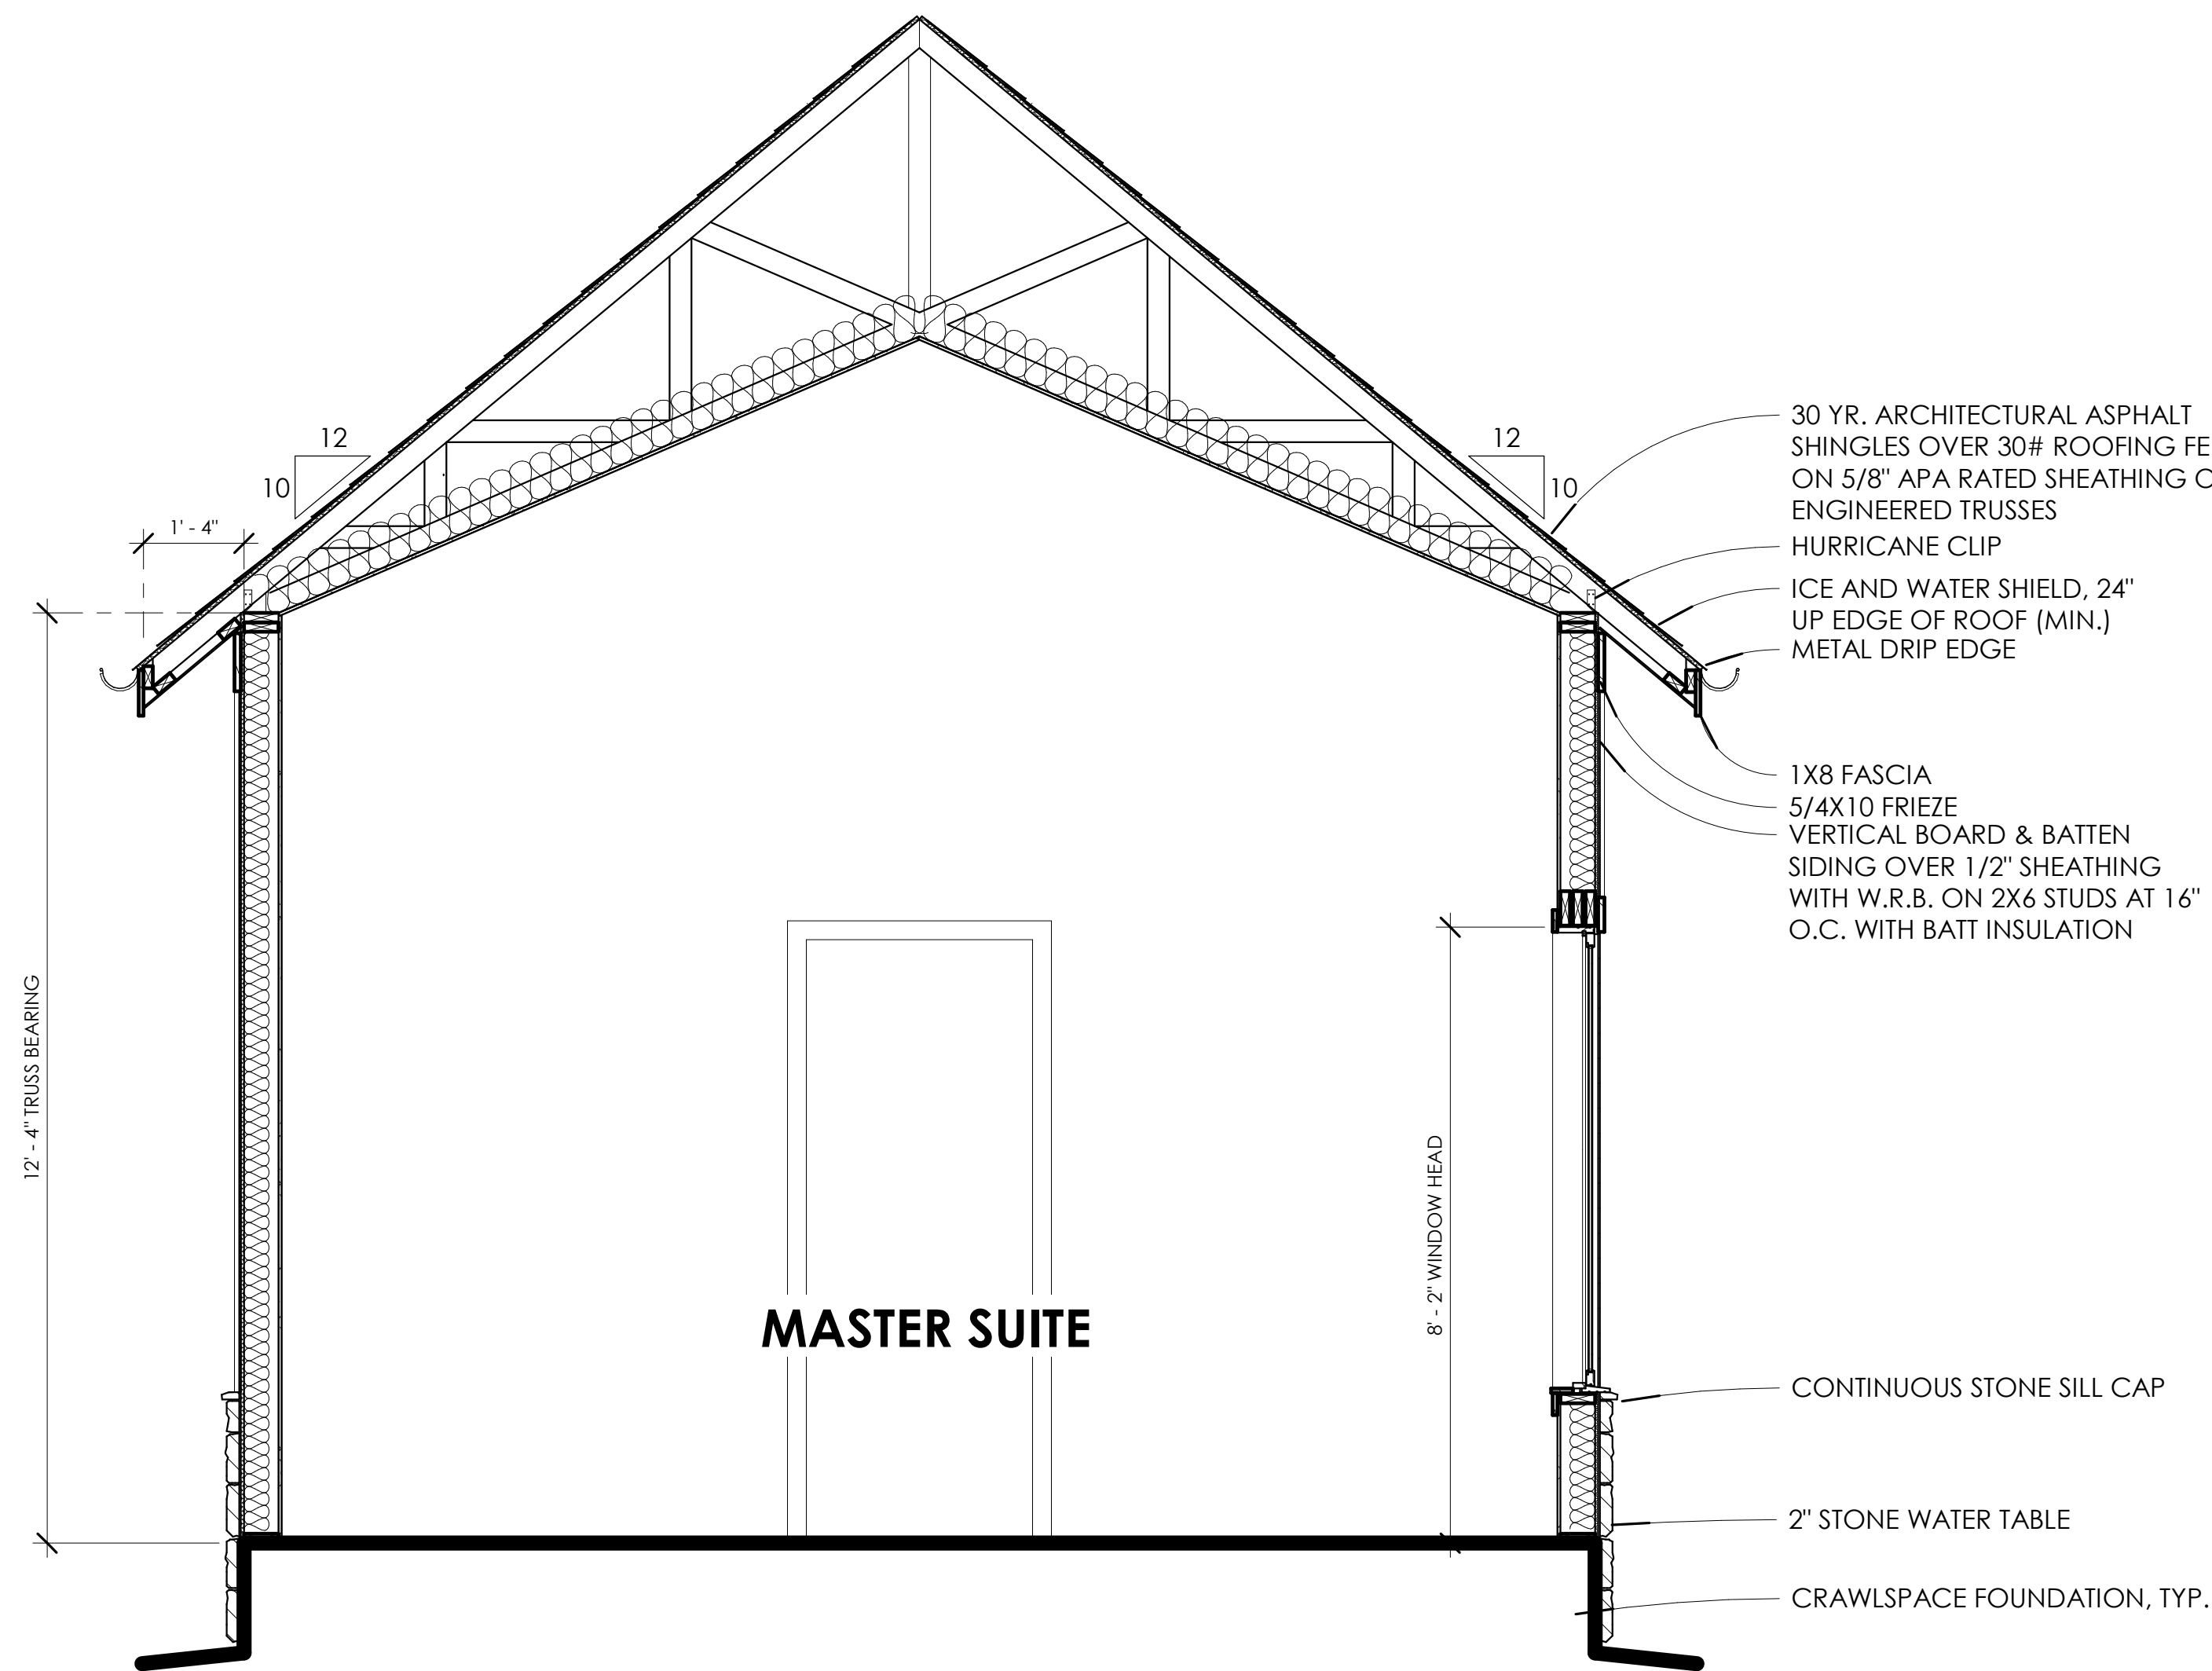 12
10
1' - 4"
12
10
30 YR. ARCHITECTURAL ASPHALT
SHINGLES OVER 30# ROOFING FE
ON 5/8" APA RATED SHEATHING O
ENGINEERED TRUSSES
HURRICANE CLIP
ICE AND WATER SHIELD, 24"
UP EDGE OF ROOF (MIN.)
METAL DRIP EDGE
1X8 FASCIA
5/4X10 FRIEZE
VERTICAL BOARD & BATTEN
SIDING OVER 1/2" SHEATHING
WITH W.R.B. ON 2X6 STUDS AT 16"
O.C. WITH BATT INSULATION
12' - 4" TRUSS BEARING
8' - 2" WINDOW HEAD
MASTER SUITE
CONTINUOUS STONE SILL CAP
2" STONE WATER TABLE
CRAWLSPACE FOUNDATION, TYP.